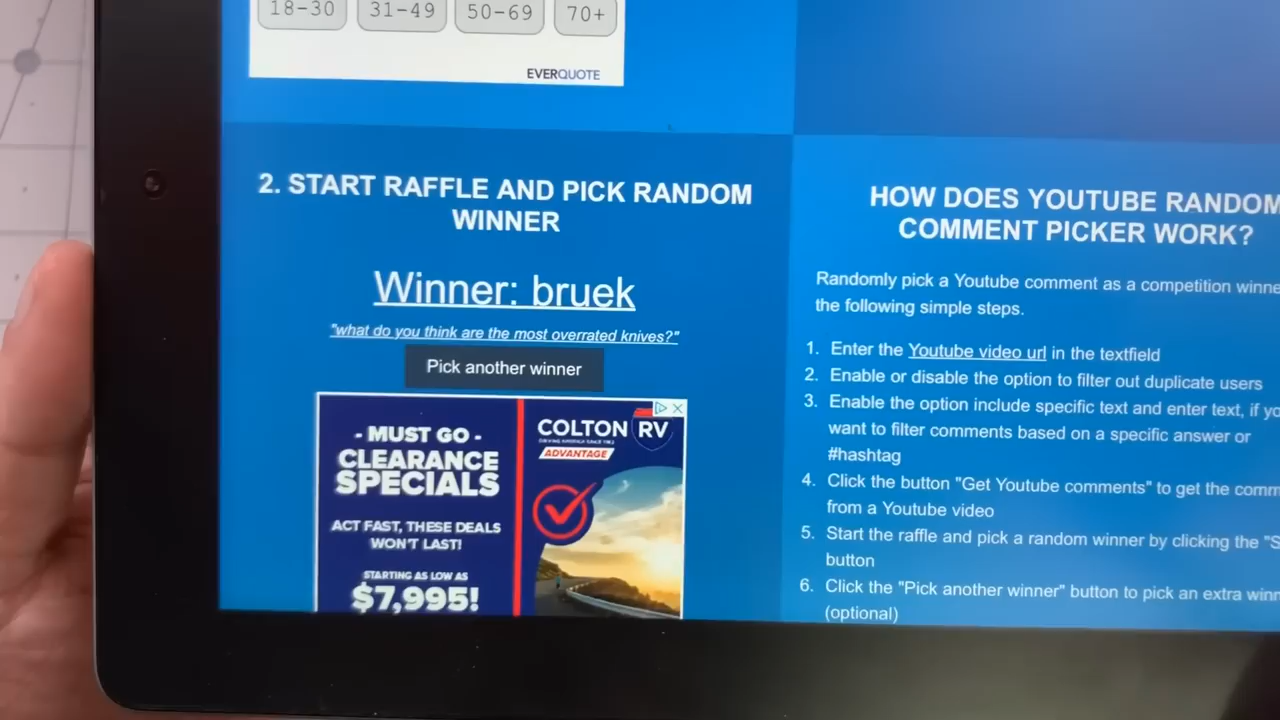 18-30 31-49 50-69 70+
EVERQUOTE
2. START RAFFLE AND PICK RANDOM
WINNER
Winner: bruek
"what do you think are the most overrated knives?"
Pick another winner
- MUST GO -
CLEARANCE
SPECIALS
ACT FAST, THESE DEALS
WON'T LAST!
STARTING AS LOW AS
$7,995!
COLTON RV
ADVANTAGE
HOW DOES YOUTUBE RANDOM
COMMENT PICKER WORK?
Randomly pick a Youtube comment as a competition winne
the following simple steps.
1. Enter the Youtube video url in the textfield
2. Enable or disable the option to filter out duplicate users
3. Enable the option include specific text and enter text, if yo
want to filter comments based on a specific answer or
#hashtag
4. Click the button "Get Youtube comments" to get the comm
from a Youtube video
5. Start the raffle and pick a random winner by clicking the "S
button
6. Click the "Pick another winner" button to pick an extra winn
(optional)